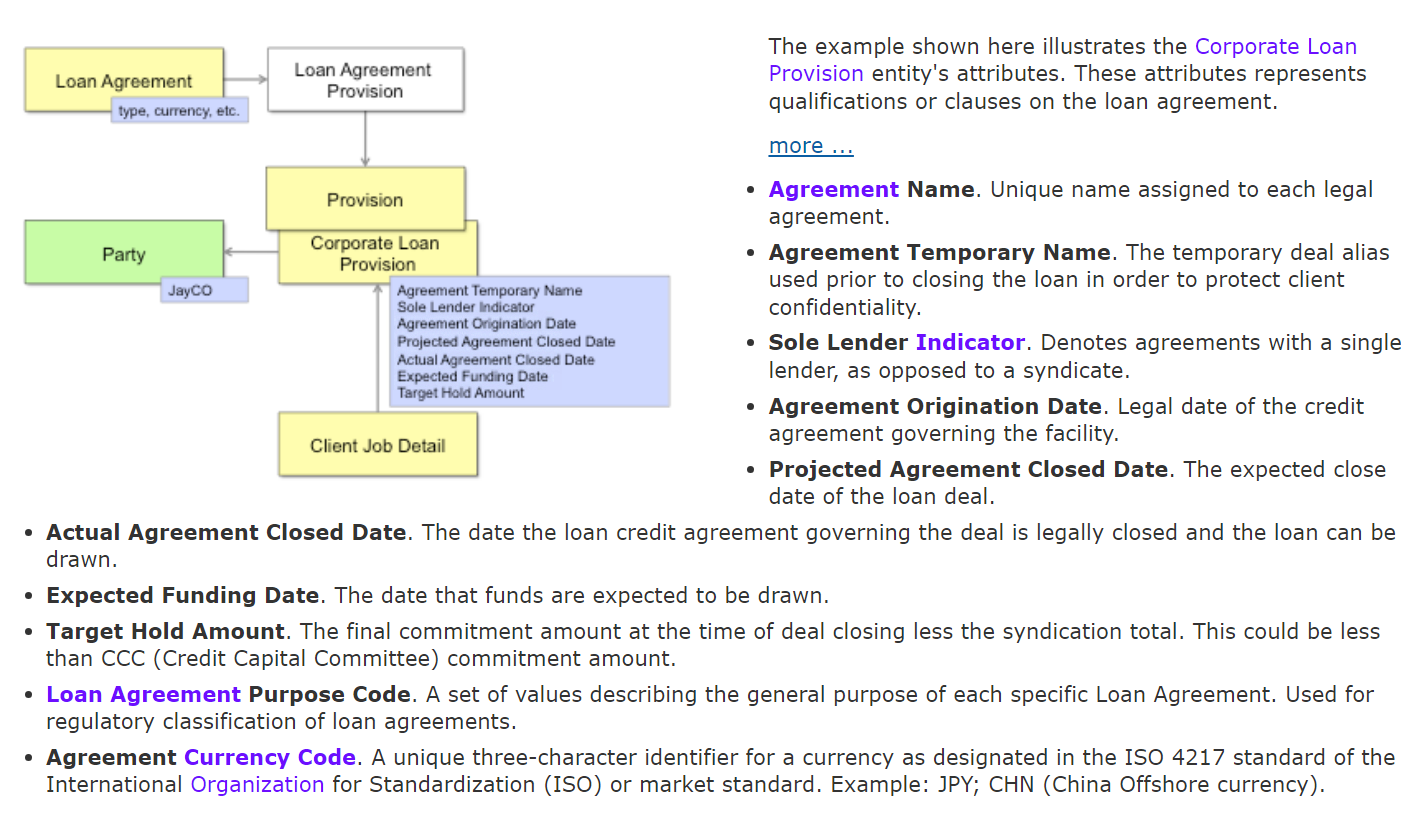 Loan Agreement
type, currency, etc.
Loan Agreement
Provision
Provision
Corporate Loan
Provision
Party
JayCO
Agreement Temporary Name
Sole Lender Indicator
Agreement Origination Date
Projected Agreement Closed Date
Actual Agreement Closed Date
Expected Funding Date
Target Hold Amount
Client Job Detail
The example shown here illustrates the Corporate Loan
Provision entity's attributes. These attributes represents
qualifications or clauses on the loan agreement.
more ...
• Agreement Name. Unique name assigned to each legal
agreement.
• Agreement Temporary Name. The temporary deal alias
used prior to closing the loan in order to protect client
confidentiality.
• Sole Lender Indicator. Denotes agreements with a single
lender, as opposed to a syndicate.
• Agreement Origination Date. Legal date of the credit
agreement governing the facility.
• Projected Agreement Closed Date. The expected close
date of the loan deal.
• Actual Agreement Closed Date. The date the loan credit agreement governing the deal is legally closed and the loan can be
drawn.
• Expected Funding Date. The date that funds are expected to be drawn.
• Target Hold Amount. The final commitment amount at the time of deal closing less the syndication total. This could be less
than CCC (Credit Capital Committee) commitment amount.
• Loan Agreement Purpose Code. A set of values describing the general purpose of each specific Loan Agreement. Used for
regulatory classification of loan agreements.
• Agreement Currency Code. A unique three-character identifier for a currency as designated in the ISO 4217 standard of the
International Organization for Standardization (ISO) or market standard. Example: JPY; CHN (China Offshore currency).